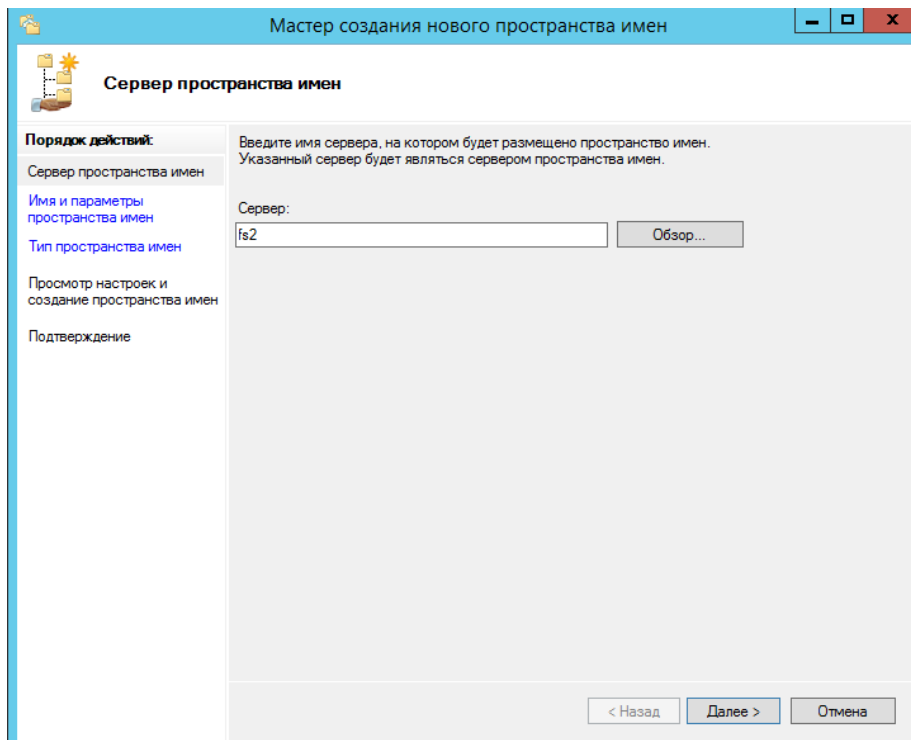 Мастер создания нового пространства имен
Сервер пространства имен
Порядок действий:
Сервер пространства имен
Имя и параметры
пространства имен
Тип пространства имен
Просмотр настроек и
создание пространства имен
Подтверждение
Введите имя сервера, на котором будет размещено пространство имен.
Указанный сервер будет являться сервером пространства имен.
Сервер:
fs2
Обзор...
< Назад
Далее >
Отмена